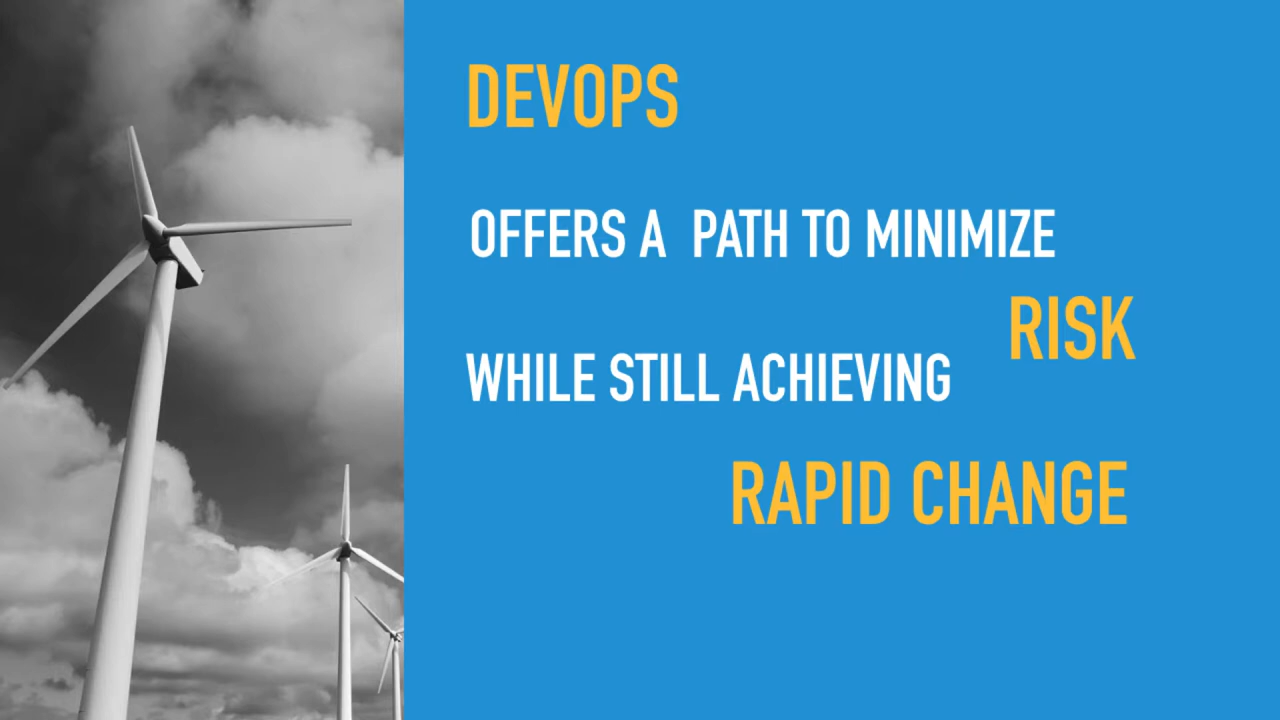 DEVOPS
OFFERS A  PATH TO MINIMIZE
RISK
WHILE STILL ACHIEVING
RAPID CHANGE